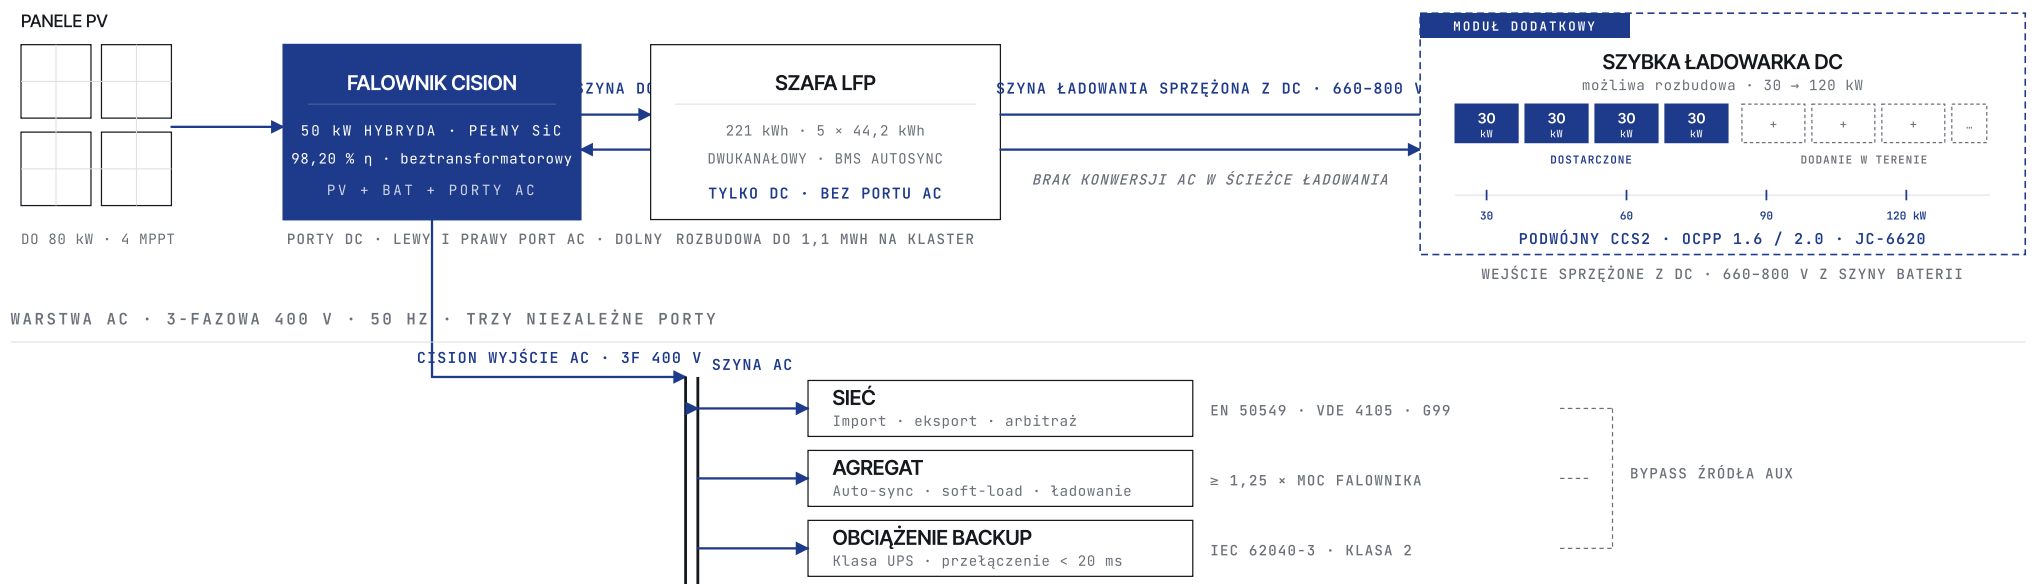 PANELE PV
DO 80 kW · 4 MPPT
FALOWNIK CISION
50 kW HYBRYDA · PEŁNY SiC
98,20 % η · beztransformatorowy
PV + BAT + PORTY AC
PORTY DC · LEWY I PRAWY PORT AC · DOLNY
SZYNA DC
SZAFA LFP
221 kWh · 5 × 44,2 kWh
DWUKANAŁOWY · BMS AUTOSYNC
TYLKO DC · BEZ PORTU AC
ROZBUDOWA DO 1,1 MWH NA KLASTER
SZYNA ŁADOWANIA SPRZĘŻONA Z DC · 660–800 V
BRAK KONWERSJI AC W ŚCIEŻCE ŁADOWANIA
MODUŁ DODATKOWY
SZYBKA ŁADOWARKA DC
możliwa rozbudowa · 30 → 120 kW
30 kW
30 kW
30 kW
30 kW
+
+
+
…
DOSTARCZONE
DODANIE W TERENIE
30
60
90
120 kW
PODWÓJNY CCS2 · OCPP 1.6 / 2.0 · JC-6620
WEJŚCIE SPRZĘŻONE Z DC · 660–800 V Z SZYNY BATERII
WARSTWA AC · 3-FAZOWA 400 V · 50 HZ · TRZY NIEZALEŻNE PORTY
CISION WYJŚCIE AC · 3F 400 V
SZYNA AC
SIEĆ
Import · eksport · arbitraż
EN 50549 · VDE 4105 · G99
AGREGAT
Auto-sync · soft-load · ładowanie
≥ 1,25 × MOC FALOWNIKA
BYPASS ŹRÓDŁA AUX
OBCIĄŻENIE BACKUP
Klasa UPS · przełączenie < 20 ms
IEC 62040-3 · KLASA 2